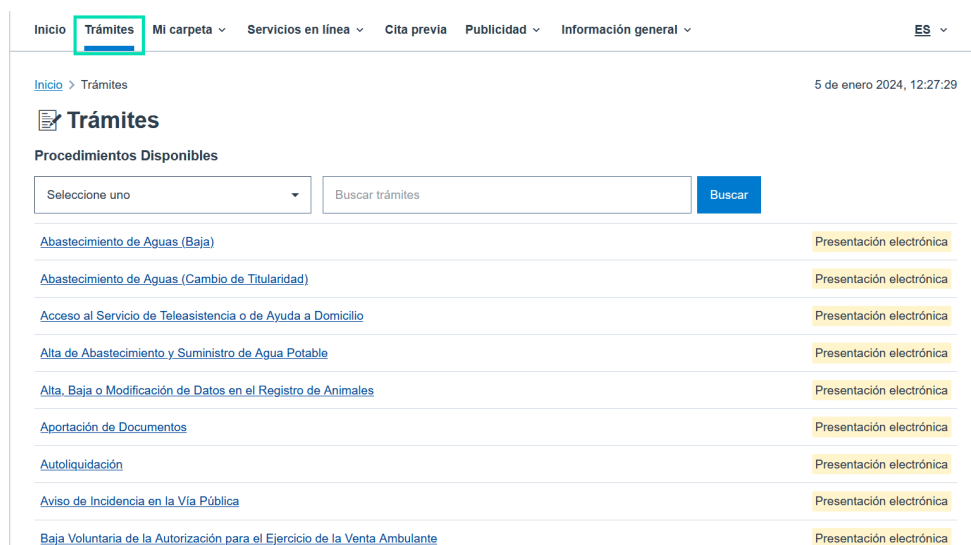 Inicio Trámites Mi carpeta Servicios en línea Cita previa Publicidad Información general ES
Inicio > Trámites 5 de enero 2024, 12:27:29
Trámites
Procedimientos Disponibles
Seleccione uno Buscar trámites Buscar
Abastecimiento de Aguas (Baja) Presentación electrónica
Abastecimiento de Aguas (Cambio de Titularidad) Presentación electrónica
Acceso al Servicio de Teleasistencia o de Ayuda a Domicilio Presentación electrónica
Alta de Abastecimiento y Suministro de Agua Potable Presentación electrónica
Alta, Baja o Modificación de Datos en el Registro de Animales Presentación electrónica
Aportación de Documentos Presentación electrónica
Autoliquidación Presentación electrónica
Aviso de Incidencia en la Vía Pública Presentación electrónica
Baja Voluntaria de la Autorización para el Ejercicio de la Venta Ambulante Presentación electrónica